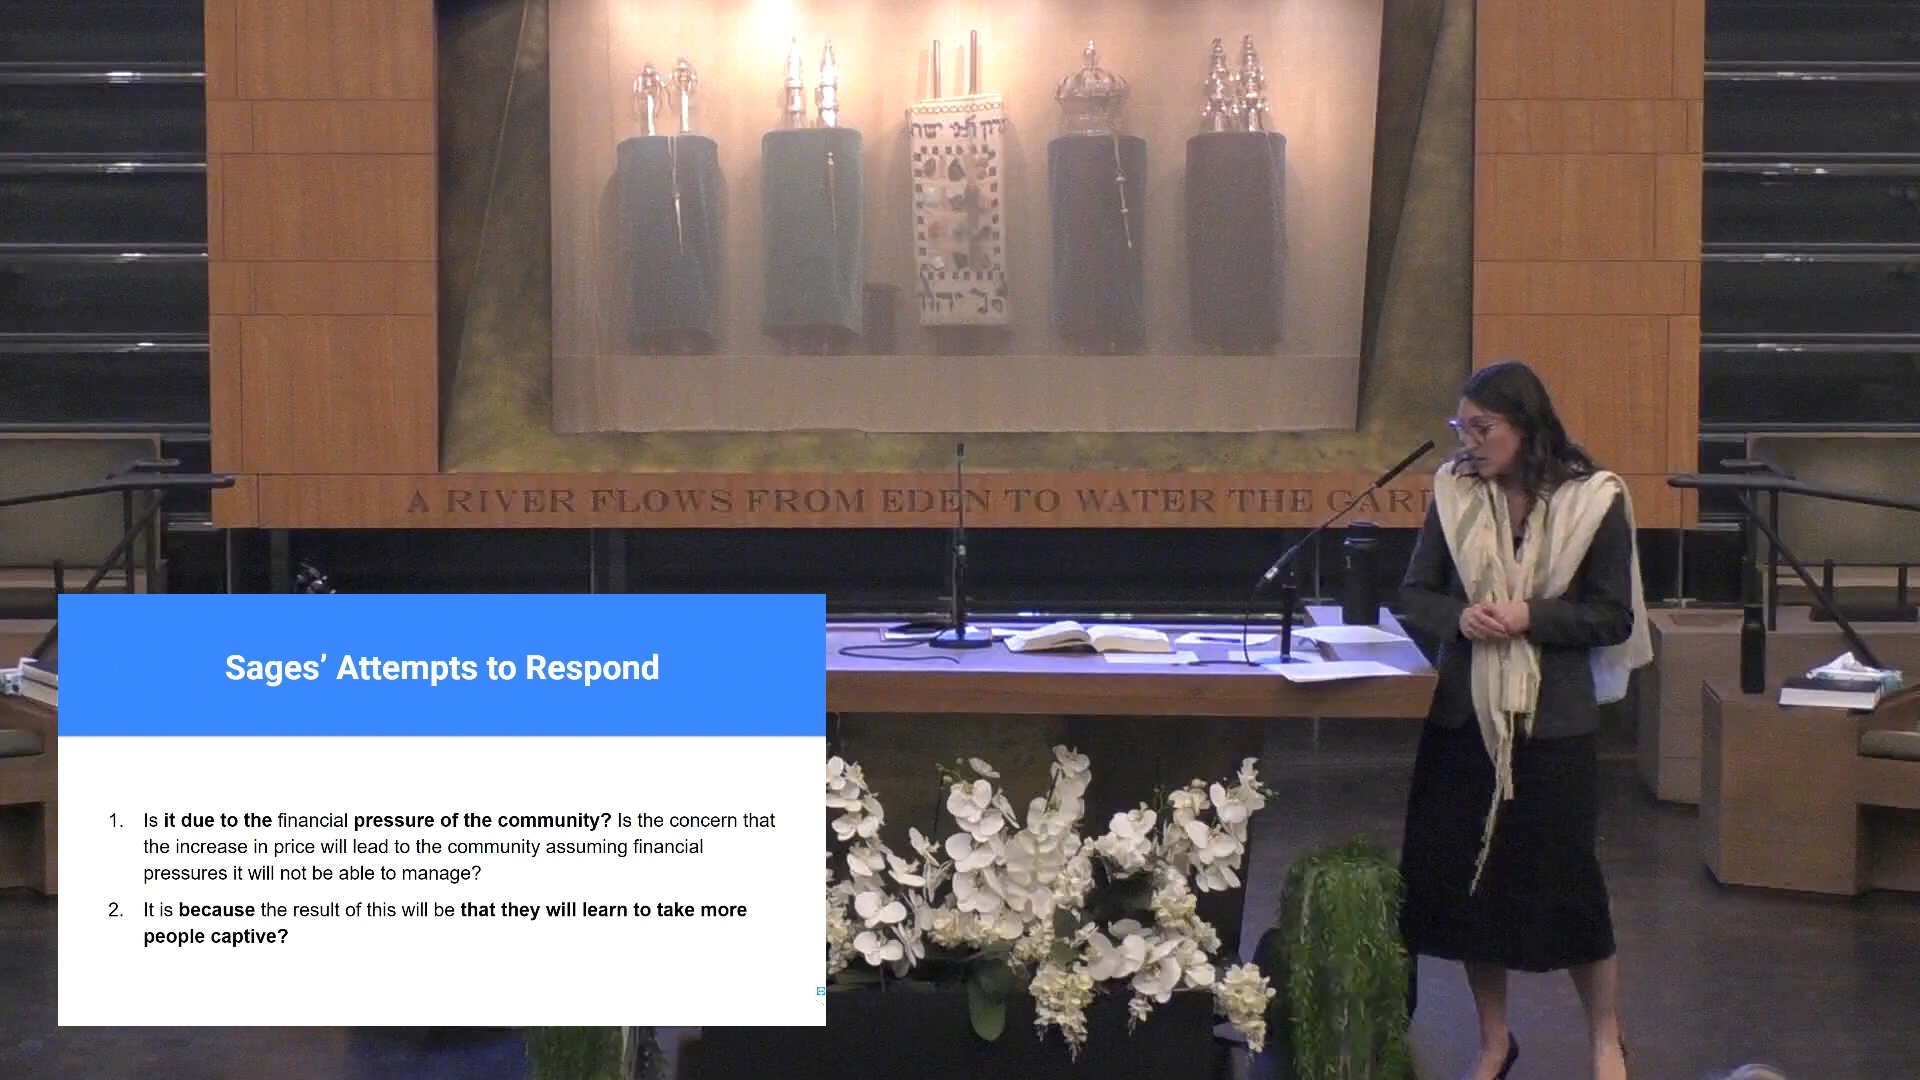 A RIVER FLOWS FROM EDEN TO WATER THE GARD
Sages’ Attempts to Respond
1. Is it due to the financial pressure of the community? Is the concern that
the increase in price will lead to the community assuming financial
pressures it will not be able to manage?
2. It is because the result of this will be that they will learn to take more
people captive?